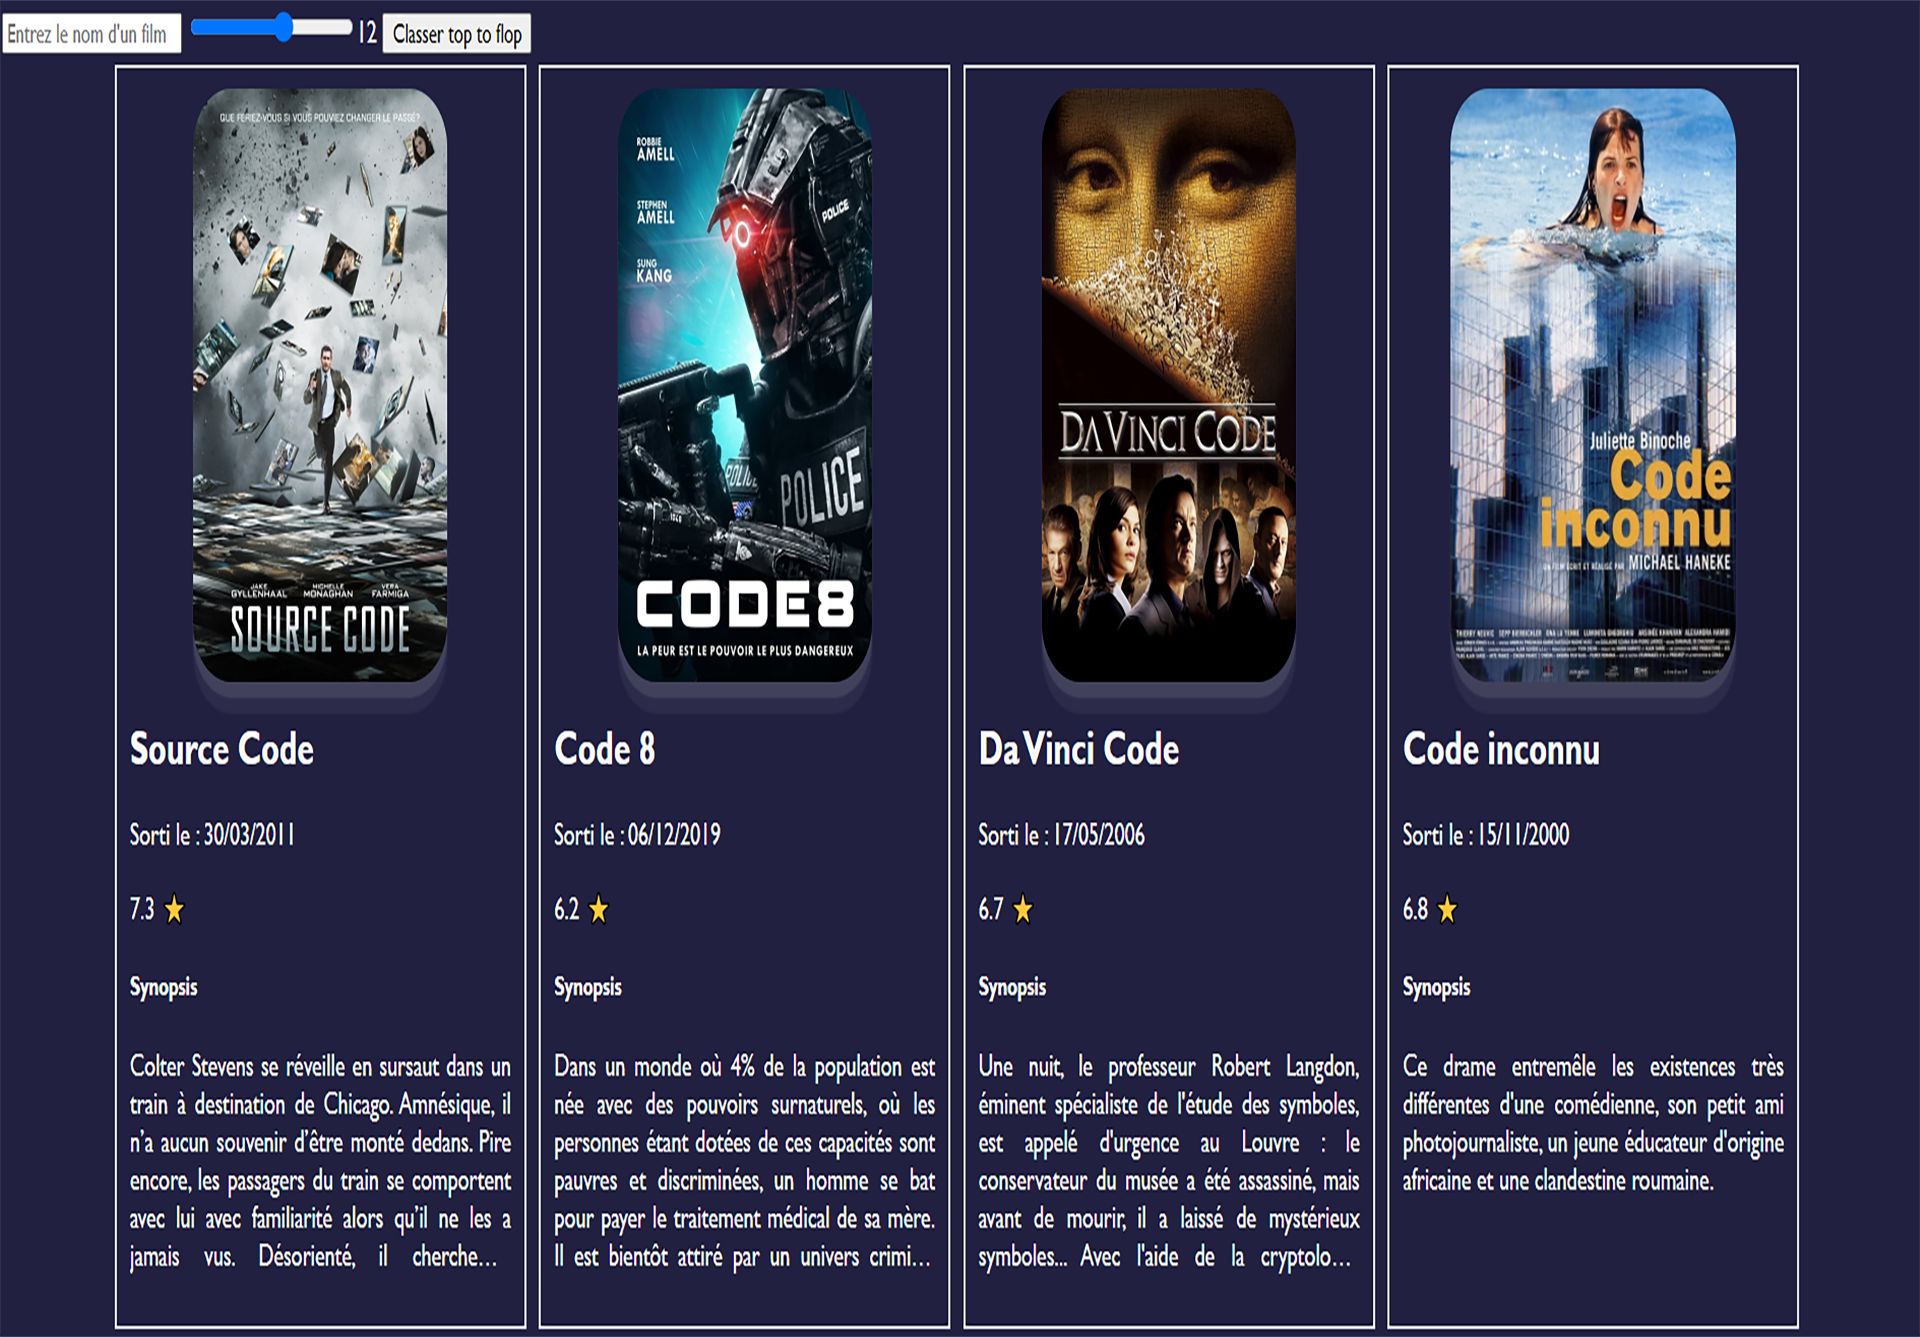 Entrez le nom d'un film
12
Classer top to flop
QUE FERIEZ-VOUS SI VOUS POUVIEZ CHANGER LE PASSÉ?
JAKE GYLLENHAAL
MICHELLE MONAGHAN
VERA FARMIGA
SOURCE CODE
Source Code
Sorti le : 30/03/2011
7.3
Synopsis
Colter Stevens se réveille en sursaut dans un
train à destination de Chicago. Amnésique, il
n’a aucun souvenir d’être monté dedans. Pire
encore, les passagers du train se comportent
avec lui avec familiarité alors qu’il ne les a
jamais vus. Désorienté, il cherche…
ROBBIE
AMELL
STEPHEN
AMELL
SUNG
KANG
POLICE
POLICE
POLICE
CODE8
LA PEUR EST LE POUVOIR LE PLUS DANGEREUX
Code 8
Sorti le : 06/12/2019
6.2
Synopsis
Dans un monde où 4% de la population est
née avec des pouvoirs surnaturels, où les
personnes étant dotées de ces capacités sont
pauvres et discriminées, un homme se bat
pour payer le traitement médical de sa mère.
Il est bientôt attiré par un univers crimi…
DA VINCI CODE
Da Vinci Code
Sorti le : 17/05/2006
6.7
Synopsis
Une nuit, le professeur Robert Langdon,
éminent spécialiste de l'étude des symboles,
est appelé d'urgence au Louvre : le
conservateur du musée a été assassiné, mais
avant de mourir, il a laissé de mystérieux
symboles... Avec l'aide de la cryptolo…
Juliette Binoche
Code
inconnu
UN FILM ÉCRIT ET RÉALISÉ PAR MICHAEL HANEKE
Code inconnu
Sorti le : 15/11/2000
6.8
Synopsis
Ce drame entremêle les existences très
différentes d'une comédienne, son petit ami
photojournaliste, un jeune éducateur d'origine
africaine et une clandestine roumaine.